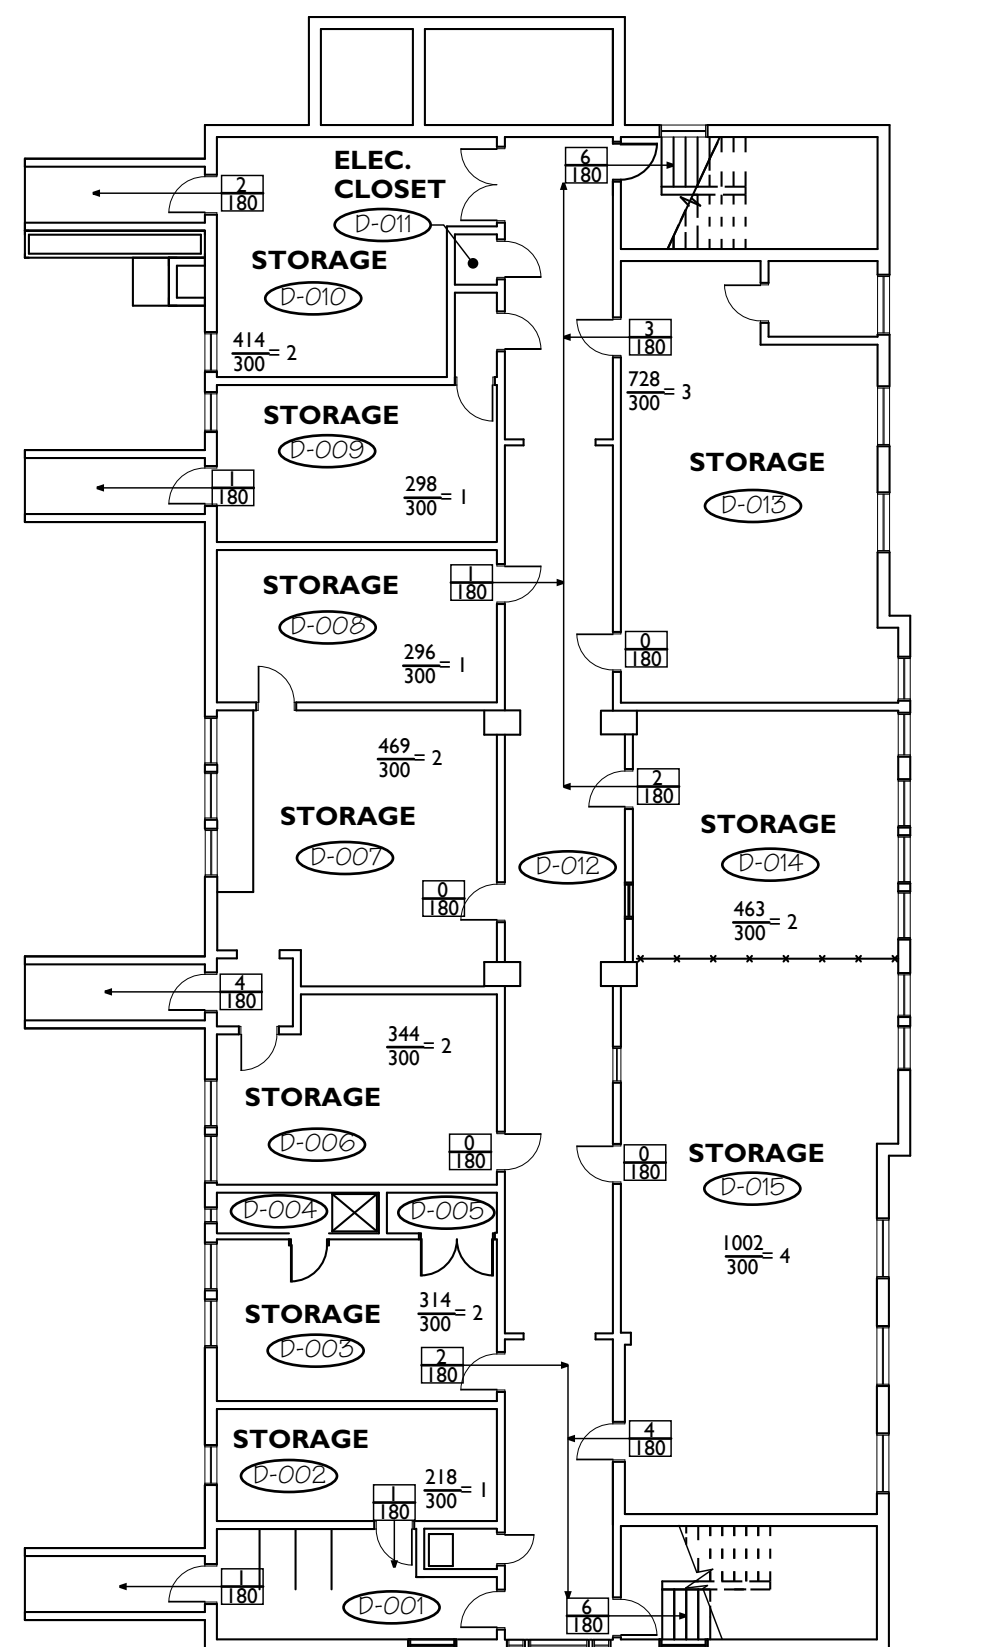 ELEC.
CLOSET
D-011
6
180
2
180
STORAGE
D-010
414
300 = 2
3
180
728
300 = 3
STORAGE
D-009
298
300 = 1
1
180
STORAGE
D-013
STORAGE
D-008
1
180
296
300 = 1
0
180
469
300 = 2
STORAGE
D-007
2
180
STORAGE
D-014
D-012
0
180
463
300 = 2
4
180
344
300 = 2
STORAGE
D-006
0
180
0
180
STORAGE
D-015
D-004
D-005
1002
300 = 4
STORAGE
D-003
314
300 = 2
2
180
4
180
STORAGE
D-002
218
300 = 1
1
180
1
180
D-001
6
180